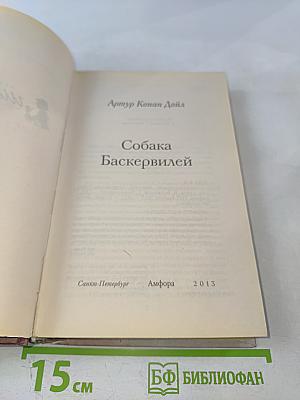 Артур Конан Дойл
Собака
Баскервилей
Санкт-Петербург Амфора 2013
15 см
БФ БИБЛИОФАН